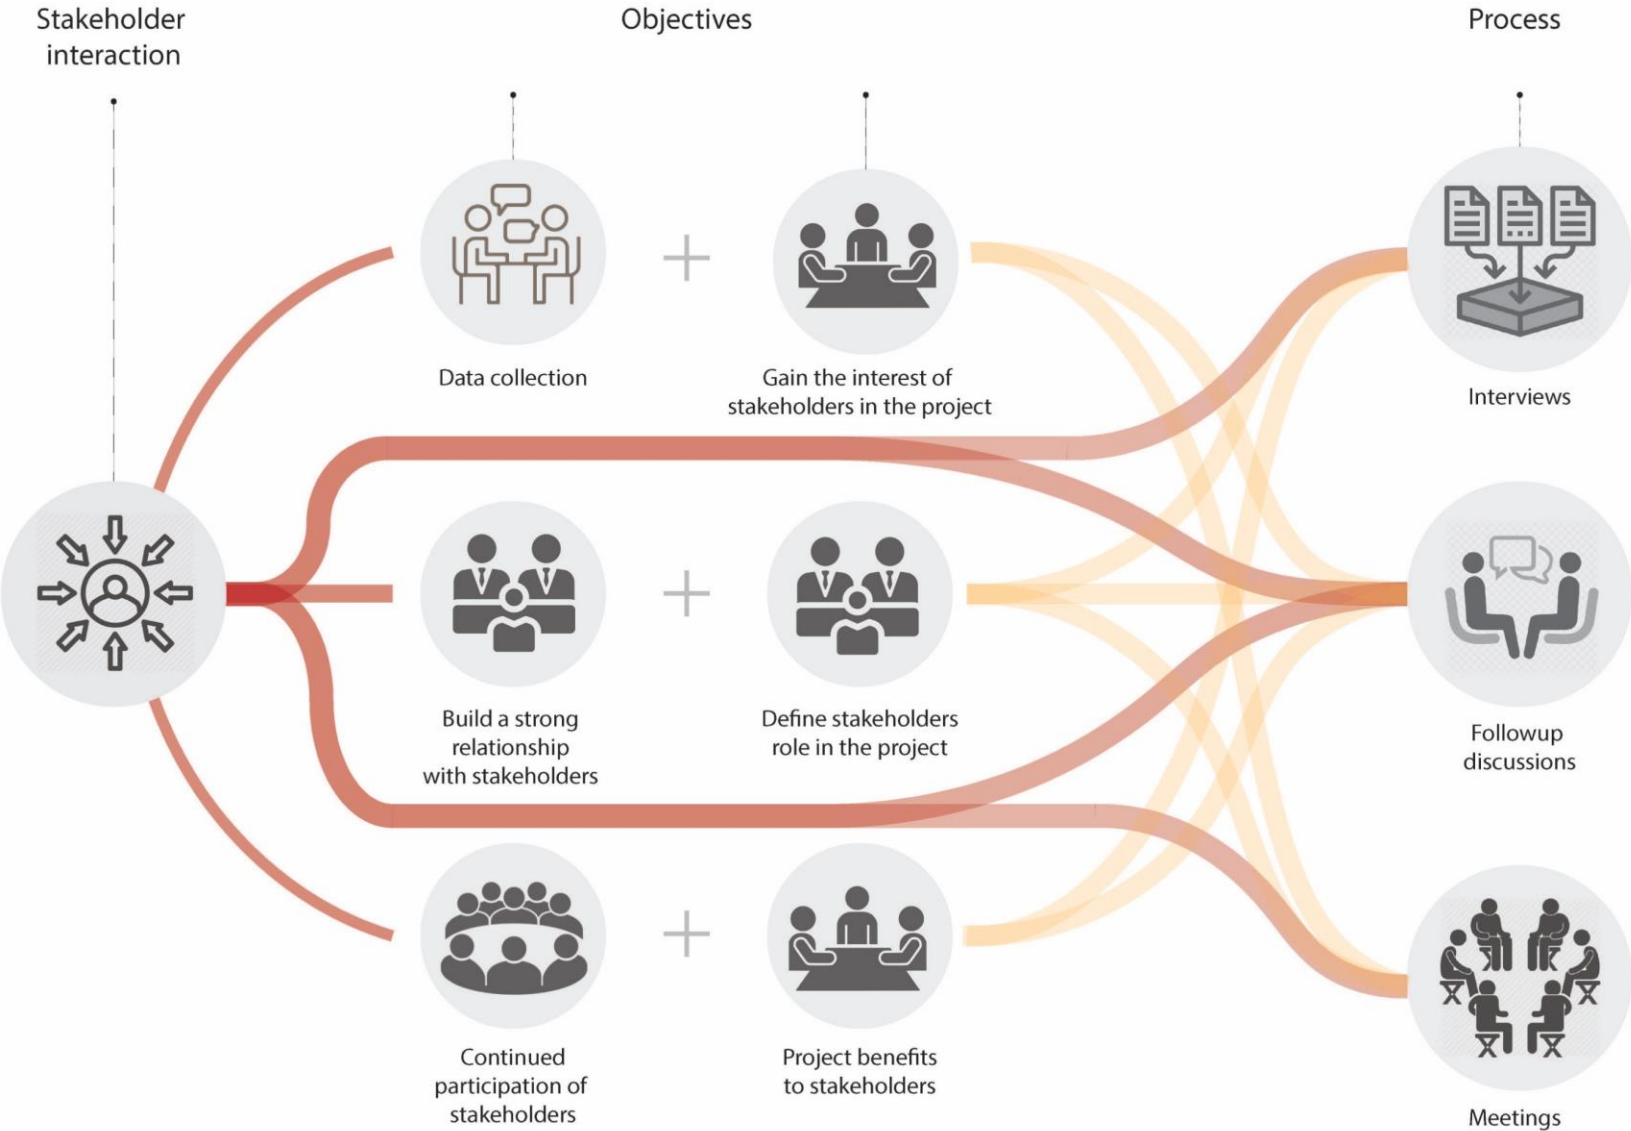 Stakeholder
interaction
Objectives
Process
Data collection
Gain the interest of
stakeholders in the project
Interviews
Build a strong
relationship
with stakeholders
Define stakeholders
role in the project
Followup
discussions
Continued
participation of
stakeholders
Project benefits
to stakeholders
Meetings